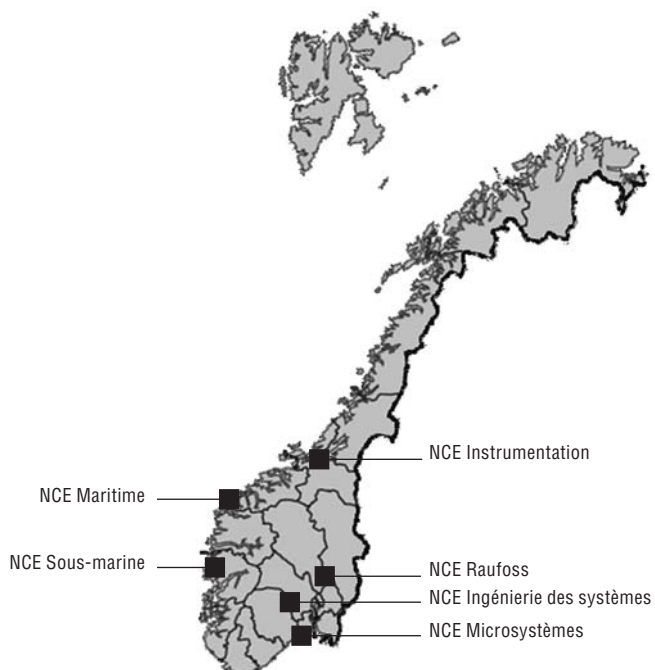 NCE Instrumentation
NCE Maritime
NCE Sous-marine
NCE Raufoss
NCE Ingénierie des systèmes
NCE Microsystèmes